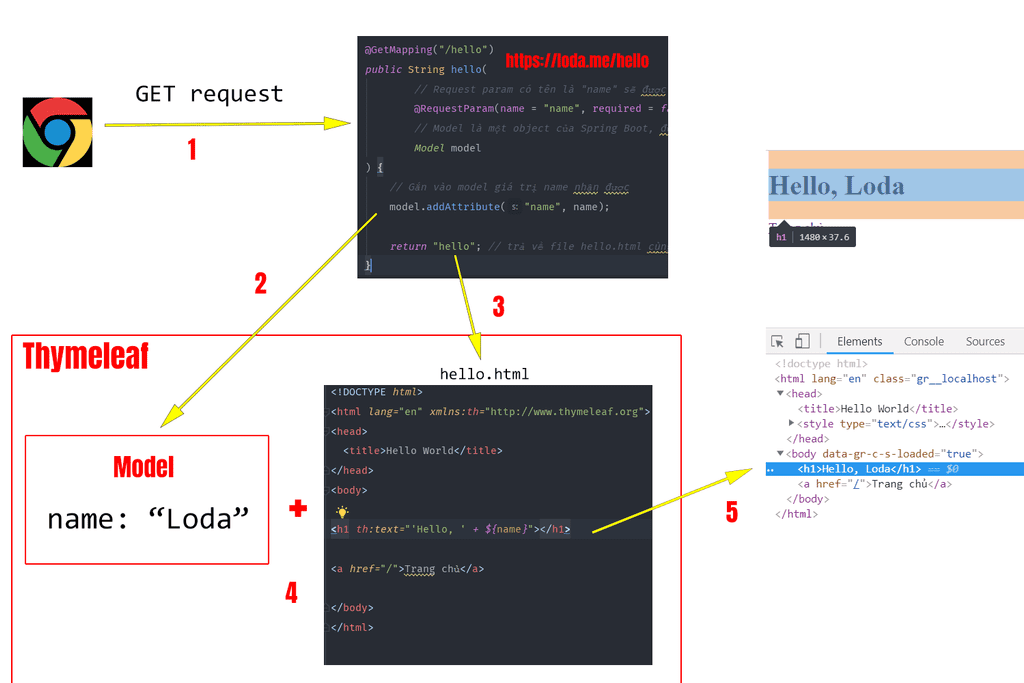 GET request
1
@GetMapping("/hello")
https://loda.me/hello
public String hello(
// Request param có tên là "name" sẽ được
@RequestParam(name = "name", required =
// Model là một object của Spring Boot,
Model model
) {
// Gán vào model giá trị name nhận được
model.addAttribute( s: "name", name);
return "hello"; // trả về file hello.html
}
2
3
Thymeleaf
Model
name: “Loda”
+
4
hello.html
<!DOCTYPE html>
<html lang="en" xmlns:th="http://www.thymeleaf.org">
<head>
<title>Hello World</title>
</head>
<body>
<h1 th:text="'Hello, ' + ${name}"></h1>
<a href="/">Trang chủ</a>
</body>
</html>
5
Hello, Loda
h1 | 1480×37.6
Elements Console Sources
<!doctype html>
<html lang="en" class="gr__localhost">
<head>
<title>Hello World</title>
<style type="text/css">…</style>
</head>
<body data-gr-c-s-loaded="true">
<h1>Hello, Loda</h1> == $0
<a href="/">Trang chủ</a>
</body>
</html>